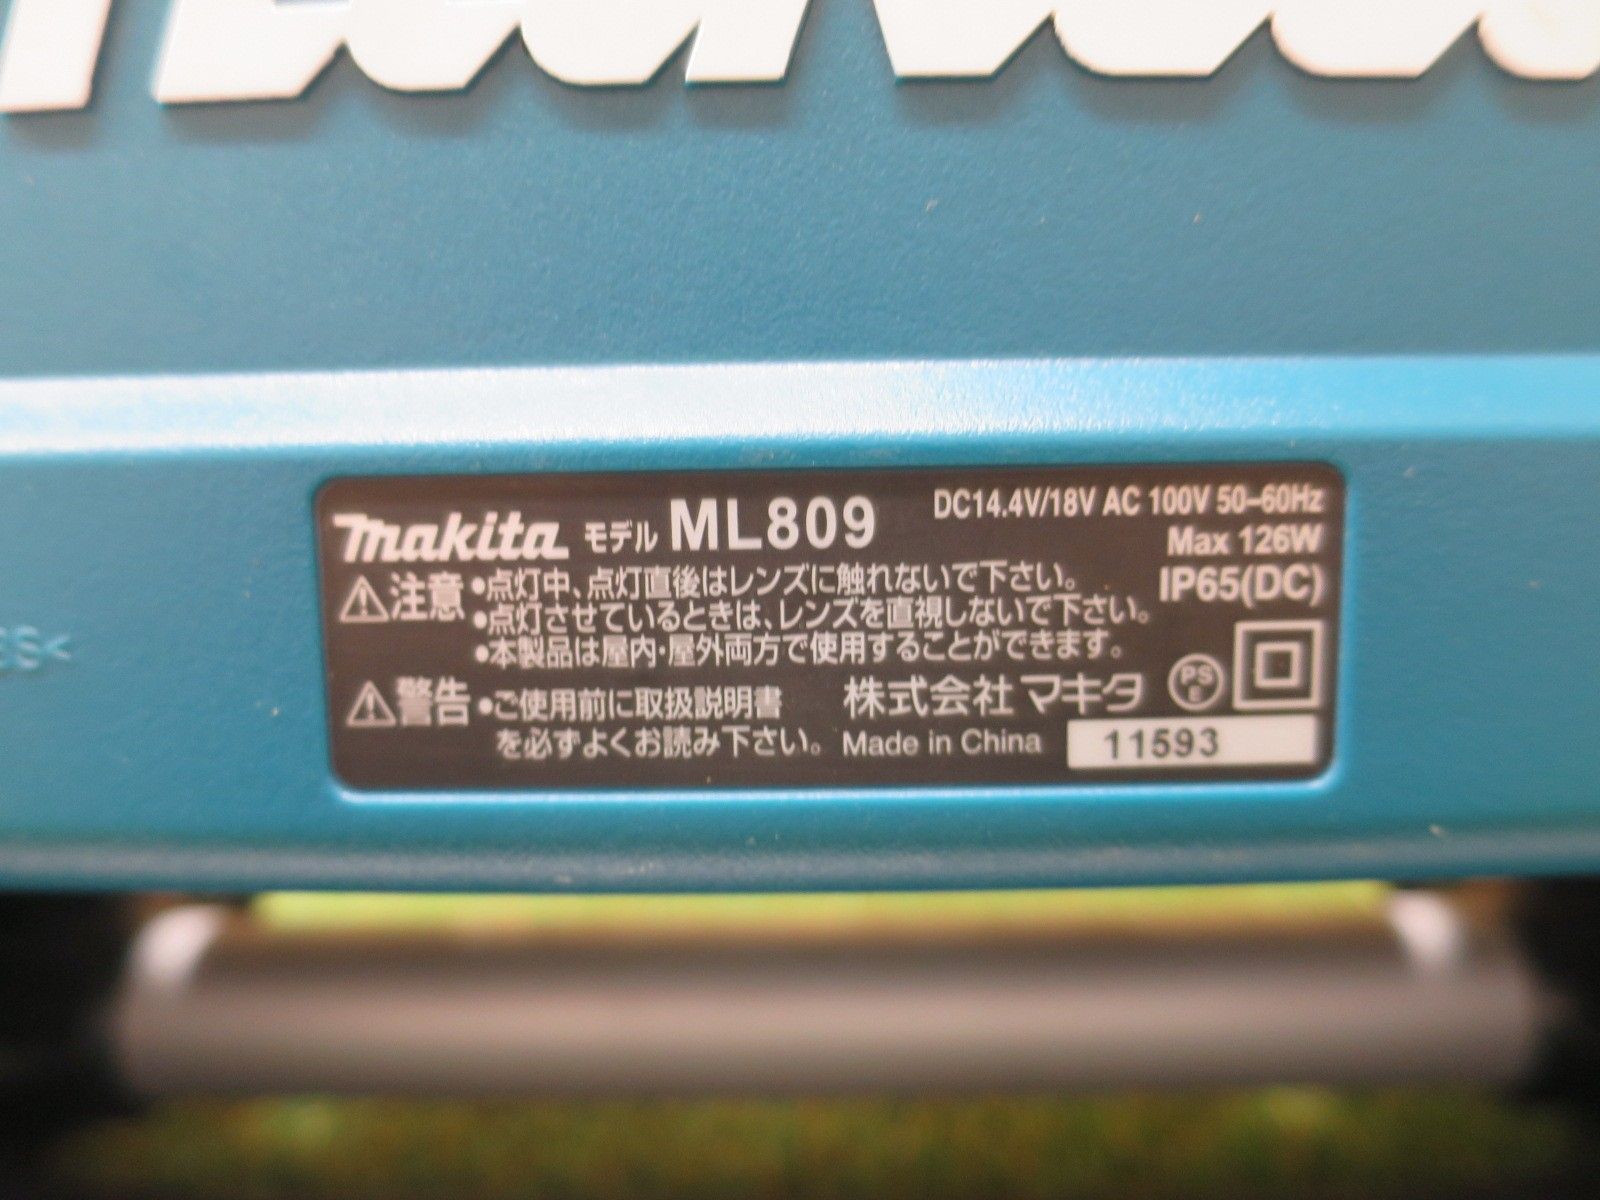 makita モデル ML809 DC14.4V/18V AC 100V 50-60Hz
Max 126W
IP65(DC)
⚠注意 •点灯中、点灯直後はレンズに触れないで下さい。
•点灯させているときは、レンズを直視しないで下さい。
•本製品は屋内・屋外両方で使用することができます。
⚠警告 •ご使用前に取扱説明書
を必ずよくお読み下さい。
株式会社 マキタ
PS
E
Made in China
11593